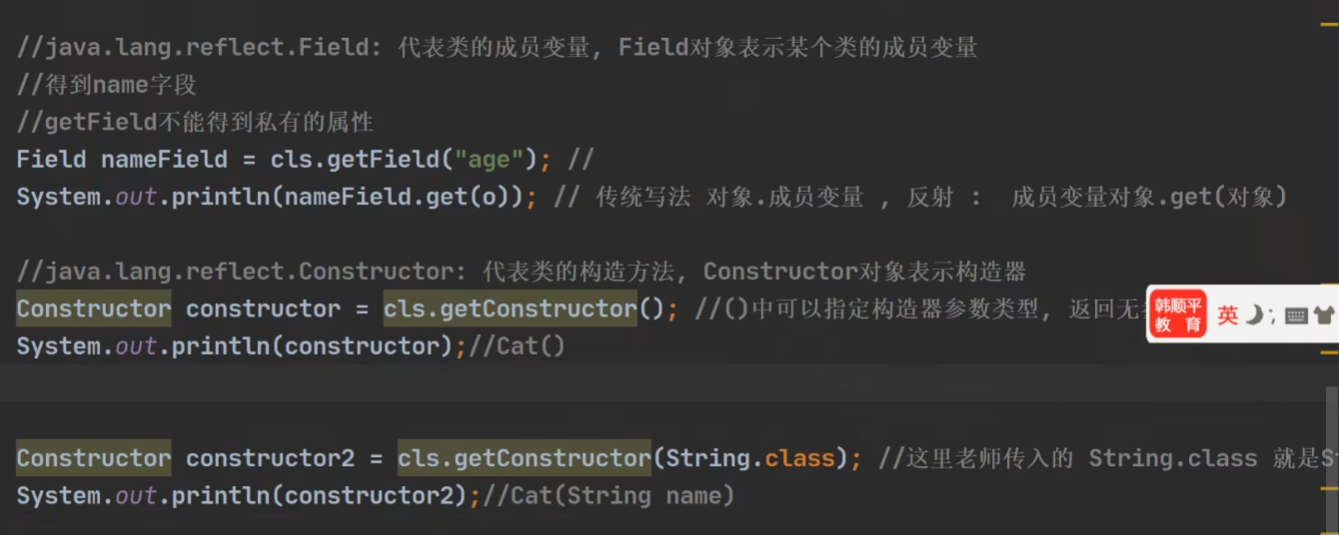 //java.lang.reflect.Field: 代表类的成员变量, Field对象表示某个类的成员变量
//得到name字段
//getField不能得到私有的属性
Field nameField = cls.getField("age"); //
System.out.println(nameField.get(o)); // 传统写法 对象.成员变量 , 反射 :  成员变量对象.get(对象)
//java.lang.reflect.Constructor: 代表类的构造方法, Constructor对象表示构造器
Constructor constructor = cls.getConstructor(); //()中可以指定构造器参数类型, 返回无
韩顺平
教 育
英
System.out.println(constructor);//Cat()
Constructor constructor2 = cls.getConstructor(String.class); //这里老师传入的 String.class 就是S
System.out.println(constructor2);//Cat(String name)